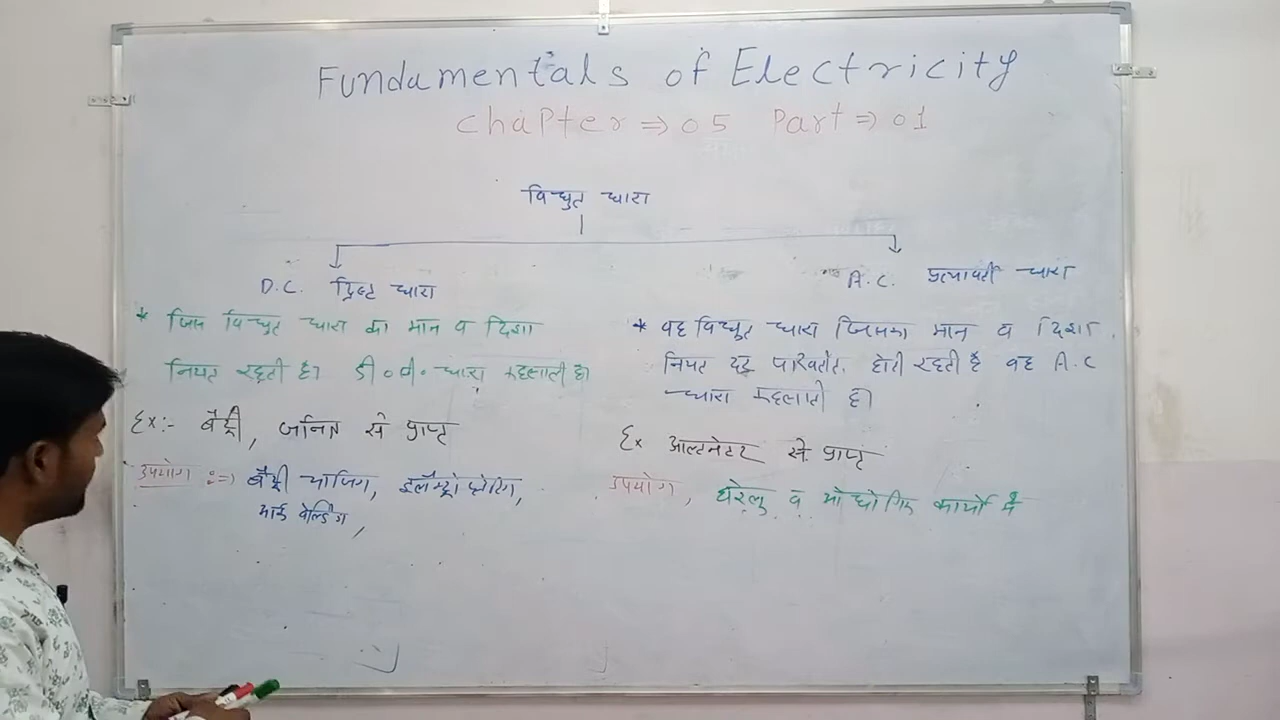 Fundamentals of Electricity
Chapter ⇒ 05 Part ⇒ 01
विद्युत धारा
D.C. दिष्ट धारा
A.C. प्रत्यावर्ती धारा
* जिस विद्युत धारा का मान व दिशा
नियत रहती है। डी०सी० धारा कहलाती है।
Ex:- बैट्री, जनित्र से प्राप्त
उपयोग :⇒ बैट्री चार्जिंग, इलैक्ट्रो प्लेटिंग,
आर्क वेल्डिंग,
* वह विद्युत धारा जिसका मान व दिशा
नियत दर परिवर्तित होती रहती है वह A.C
धारा कहलाती है।
Ex आल्टनेटर से प्राप्त
उपयोग, घरेलु व औद्योगिक कार्यो में